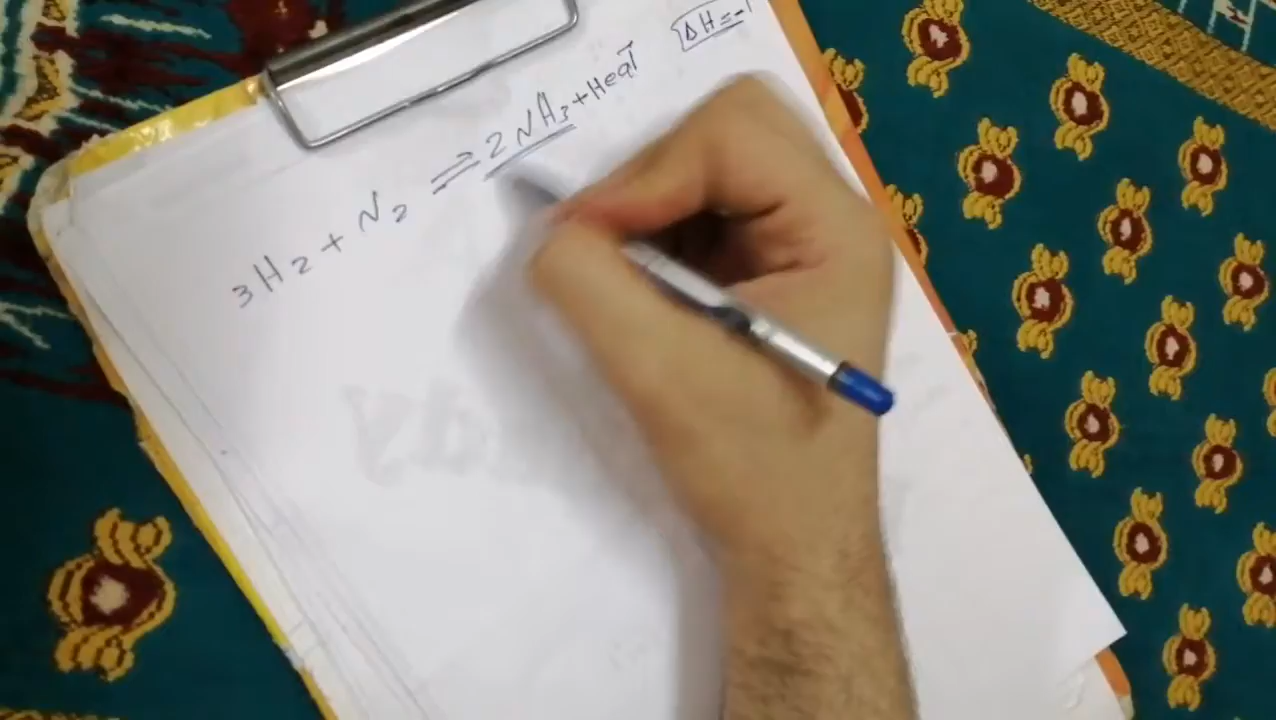 3H2 + N2 ⇌ 2NH3 + Heat
ΔH = -